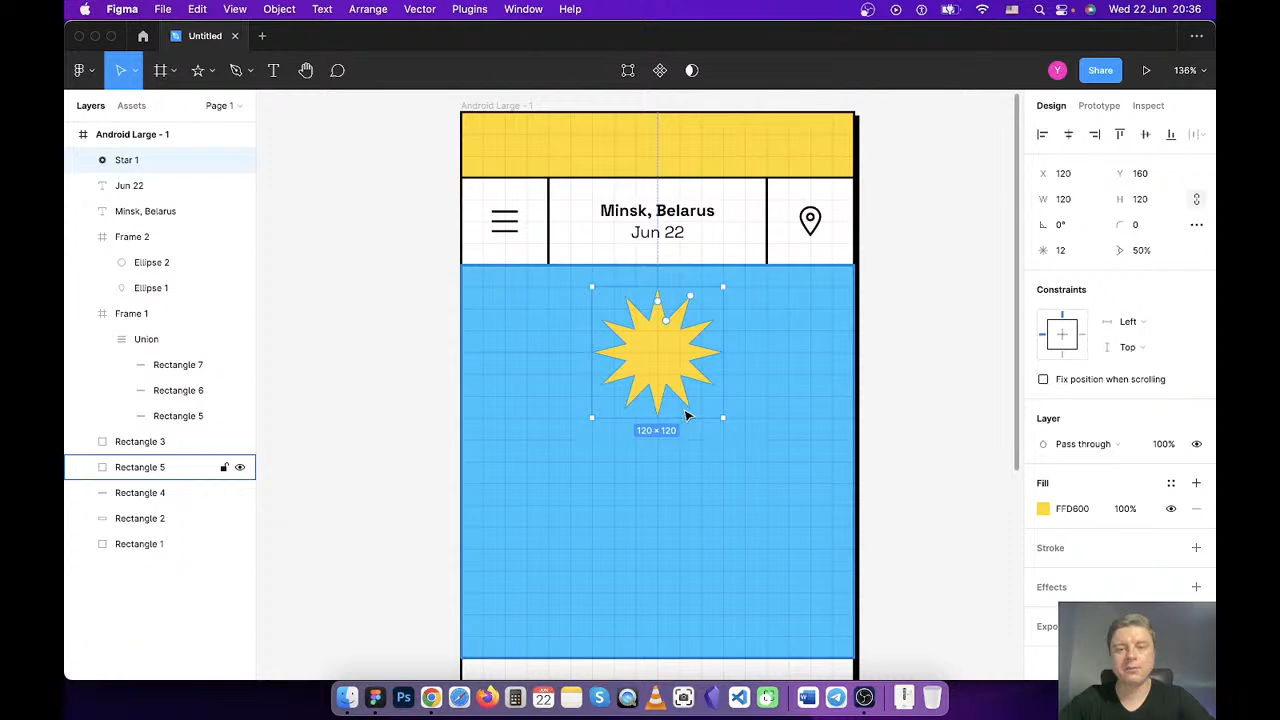 Figma File Edit View Object Text Arrange Vector Plugins Window Help Wed 22 Jun 20:36
Untitled
Y Share 136%
Layers Assets Page 1
Android Large - 1
Star 1
Jun 22
Minsk, Belarus
Frame 2
Ellipse 2
Ellipse 1
Frame 1
Union
Rectangle 7
Rectangle 6
Rectangle 5
Rectangle 3
Rectangle 5
Rectangle 4
Rectangle 2
Rectangle 1
Android Large - 1
Minsk, Belarus
Jun 22
120 × 120
Design Prototype Inspect
X 120 Y 160
W 120 H 120
0° 0
12 50%
Constraints
Left
Top
Fix position when scrolling
Layer
Pass through 100%
Fill
FFD600 100%
Stroke
Effects
Expo
JUN
22